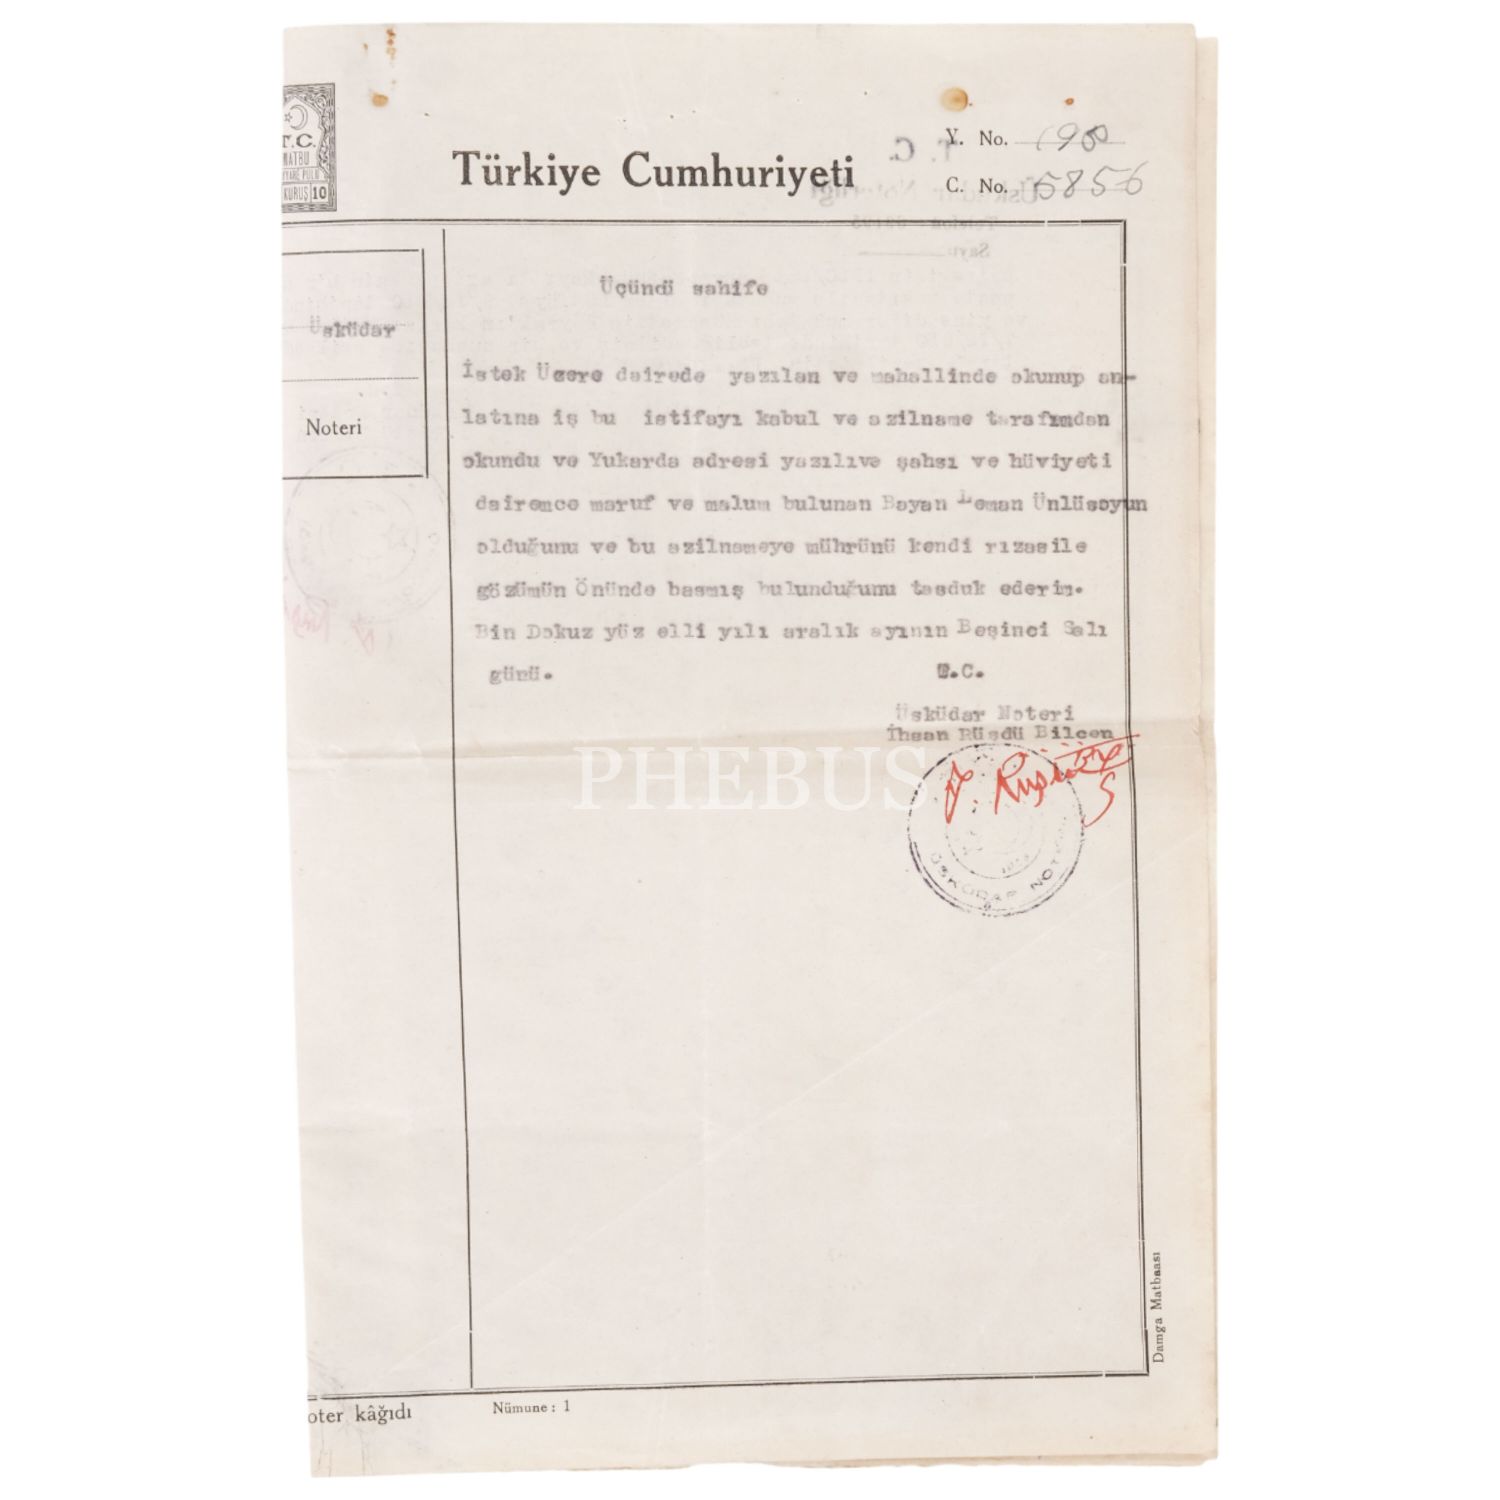 T.C.
MATBU
KURUŞ 10
Türkiye Cumhuriyeti
Y. No. 190
C. No. 5856
Üsküdar
Noteri
Üçündü sahife
İstek Üzere dairede yazılan ve mahallinde okunup an-
latına iş bu istifayı kabul ve azilname tarafımdan
okundu ve Yukarda adresi yazılıve şahsı ve hüviyeti
dairemce maruf ve malum bulunan Bayan Leman Ünlüsoyun
olduğunu ve bu azilnameye mührünü kendi rızasile
gözümün Önünde basmış bulunduğunu tasduk ederim.
Bin Dokuz yüz elli yılı aralık ayının Beşinci Salı
günü.
T.C.
Üsküdar Noteri
İhsan Rüşdü Bilcen
PHEBUS
ÜSKÜDAR
Damga Matbaası
oter kâğıdı
Nümune : 1